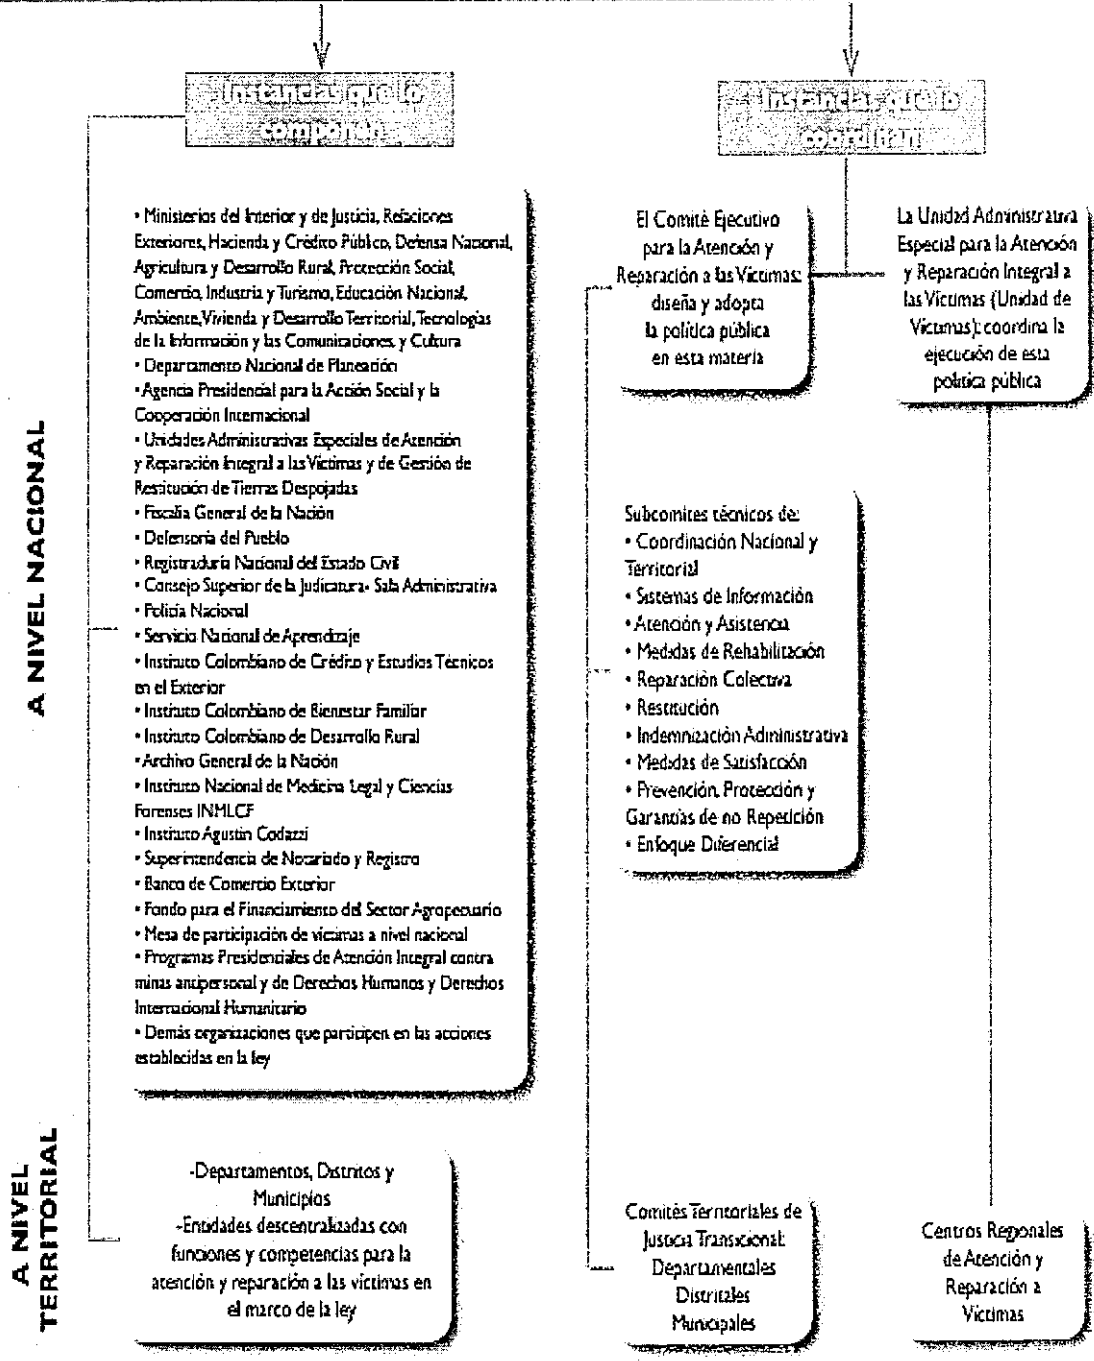 Instancias que lo
componen
Instancias que lo
coordinan
A NIVEL NACIONAL
• Ministerios del Interior y de Justicia, Relaciones
Exteriores, Hacienda y Crédito Público, Defensa Nacional,
Agricultura y Desarrollo Rural, Protección Social,
Comercio, Industria y Turismo, Educación Nacional,
Ambiente, Vivienda y Desarrollo Territorial, Tecnologías
de la Información y las Comunicaciones, y Cultura
• Departamento Nacional de Planeación
• Agencia Presidencial para la Acción Social y la
Cooperación Internacional
• Unidades Administrativas Especiales de Atención
y Reparación Integral a las Víctimas y de Gestión de
Restitución de Tierras Despojadas
• Fiscalía General de la Nación
• Defensoría del Pueblo
• Registraduría Nacional del Estado Civil
• Consejo Superior de la Judicatura- Sala Administrativa
• Policía Nacional
• Servicio Nacional de Aprendizaje
• Instituto Colombiano de Crédito y Estudios Técnicos
en el Exterior
• Instituto Colombiano de Bienestar Familiar
• Instituto Colombiano de Desarrollo Rural
• Archivo General de la Nación
• Instituto Nacional de Medicina Legal y Ciencias
Forenses INMLCF
• Instituto Agustín Codazzi
• Superintendencia de Notariado y Registro
• Banco de Comercio Exterior
• Fondo para el Financiamiento del Sector Agropecuario
• Mesa de participación de víctimas a nivel nacional
• Programas Presidenciales de Atención Integral contra
minas antipersonal y de Derechos Humanos y Derechos
Internacional Humanitario
• Demás organizaciones que participen en las acciones
establecidas en la ley
El Comité Ejecutivo
para la Atención y
Reparación a las Víctimas:
diseña y adopta
la política pública
en esta materia
La Unidad Administrativa
Especial para la Atención
y Reparación Integral a
las Víctimas (Unidad de
Víctimas): coordina la
ejecución de esta
política pública
Subcomites técnicos de:
• Coordinación Nacional y
Territorial
• Sistemas de Información
• Atención y Asistencia
• Medidas de Rehabilitación
• Reparación Colectiva
• Restitución
• Indemnización Administrativa
• Medidas de Satisfacción
• Prevención, Protección y
Garantías de no Repetición
• Enfoque Diferencial
A NIVEL
TERRITORIAL
-Departamentos, Distritos y
Municipios
-Entidades descentralizadas con
funciones y competencias para la
atención y reparación a las víctimas en
el marco de la ley
Comités Territoriales de
Justicia Transicional:
Departamentales
Distritales
Municipales
Centros Regionales
de Atención y
Reparación a
Víctimas